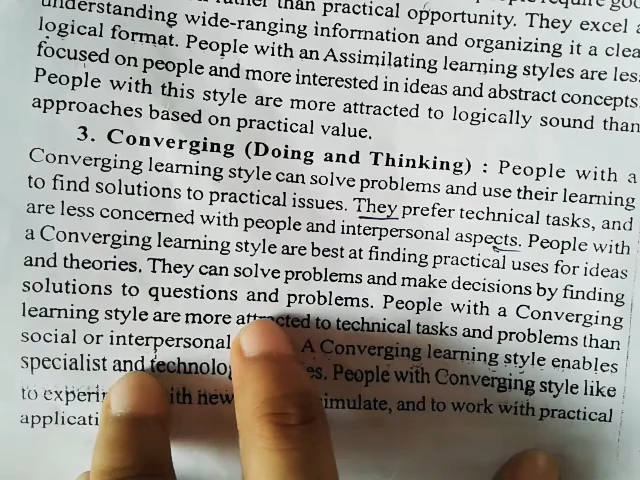 than practical opportunity. They excel
understanding wide-ranging information and organizing it a clea
logical format. People with an Assimilating learning styles are les
focused on people and more interested in ideas and abstract concepts
People with this style are more attracted to logically sound than
approaches based on practical value.
3. Converging (Doing and Thinking) : People with a
Converging learning style can solve problems and use their learning
to find solutions to practical issues. They prefer technical tasks, and
are less concerned with people and interpersonal aspects. People with
a Converging learning style are best at finding practical uses for ideas
and theories. They can solve problems and make decisions by finding
solutions to questions and problems. People with a Converging
learning style are more attracted to technical tasks and problems than
social or interpersonal A Converging learning style enables
specialist and technolog es. People with Converging style like
to experi ith new imulate, and to work with practical
applicati